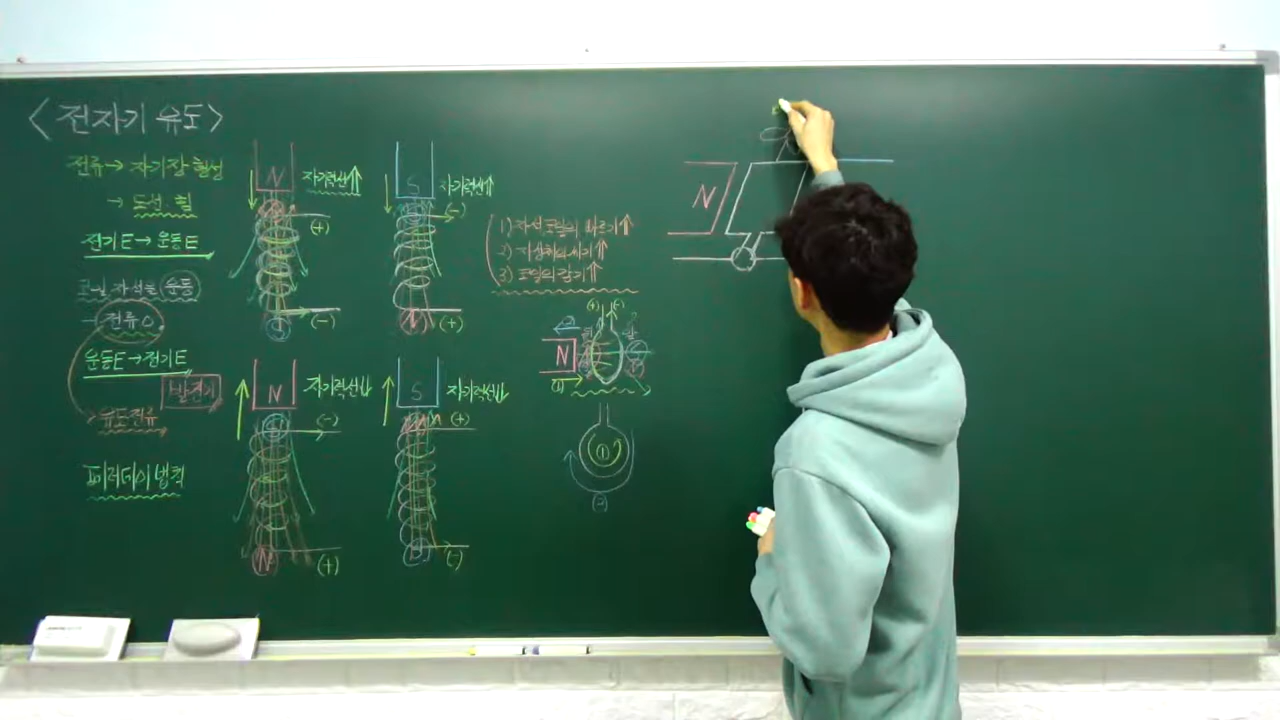 <전자기 유도>
전류→ 자기장 형성
→ 도선. 힘
전기E → 운동E
코일, 자석을 운동
→ 전류 O.
운동E → 전기E
발전기
유도전류
패러데이 법칙
N
자기력선↑
(+)
(-)
S
자기력선↑
(-)
(+)
N
자기력선↓
(-)
N
(+)
S
자기력선↓
(+)
(-)
1) 자석, 코일의 빠르기↑
2) 자석의 세기↑
3) 코일의 감기↑
(+) (-)
N
(1)
①
(2)
N